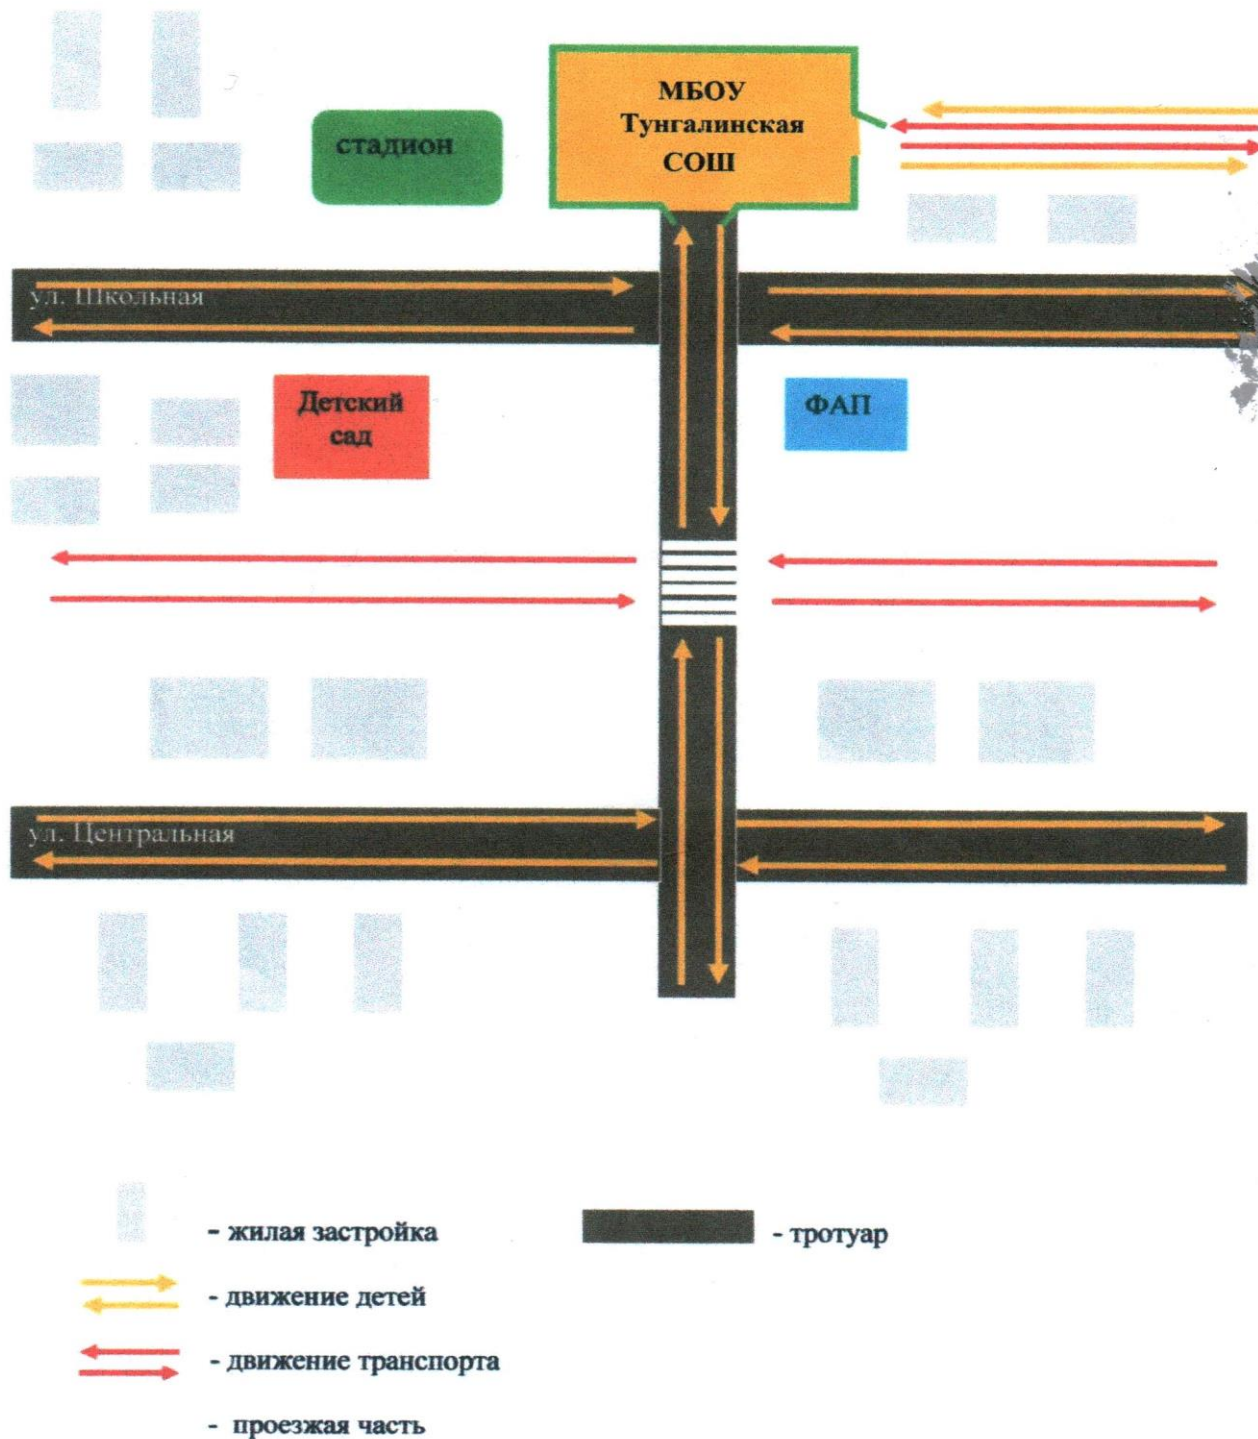 МБОУ
Тунгалинская
СОШ
стадион
ул. Школьная
Детский
сад
ФАП
ул. Центральная
- жилая застройка
- тротуар
- движение детей
- движение транспорта
- проезжая часть